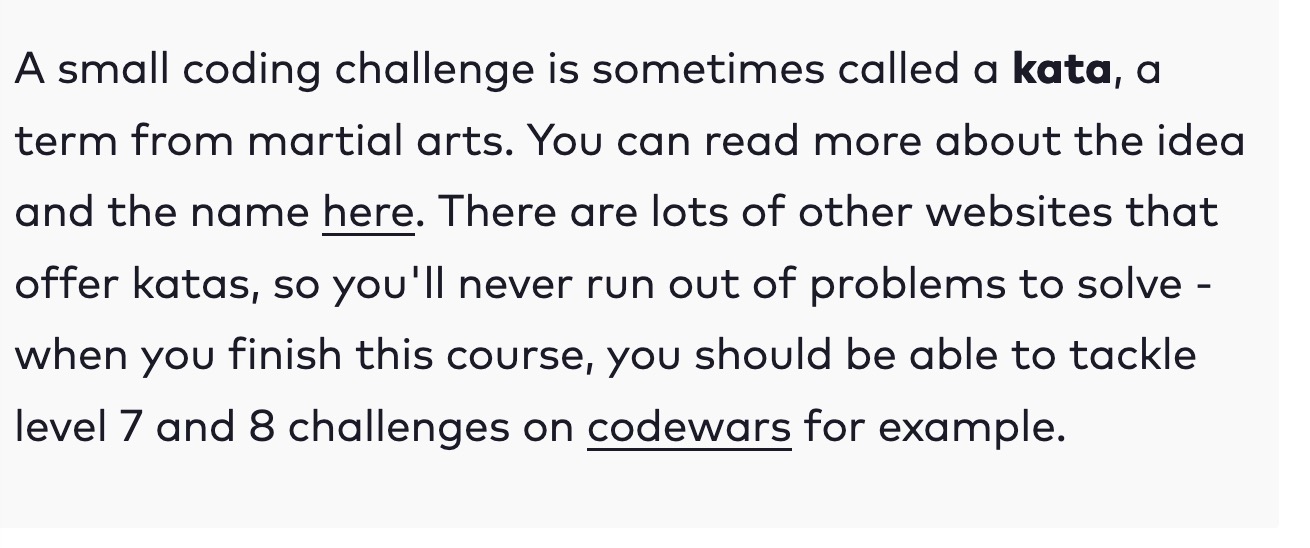 A small coding challenge is sometimes called a kata, a
term from martial arts. You can read more about the idea
and the name here. There are lots of other websites that
offer katas, so you'll never run out of problems to solve -
when you finish this course, you should be able to tackle
level 7 and 8 challenges on codewars for example.